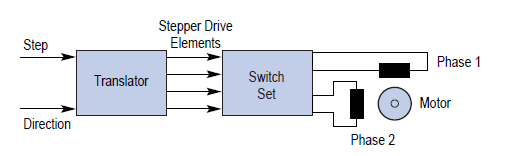 Stepper Drive
Elements
Step
Translator
Switch
Set
Phase 1
Motor
Direction
Phase 2